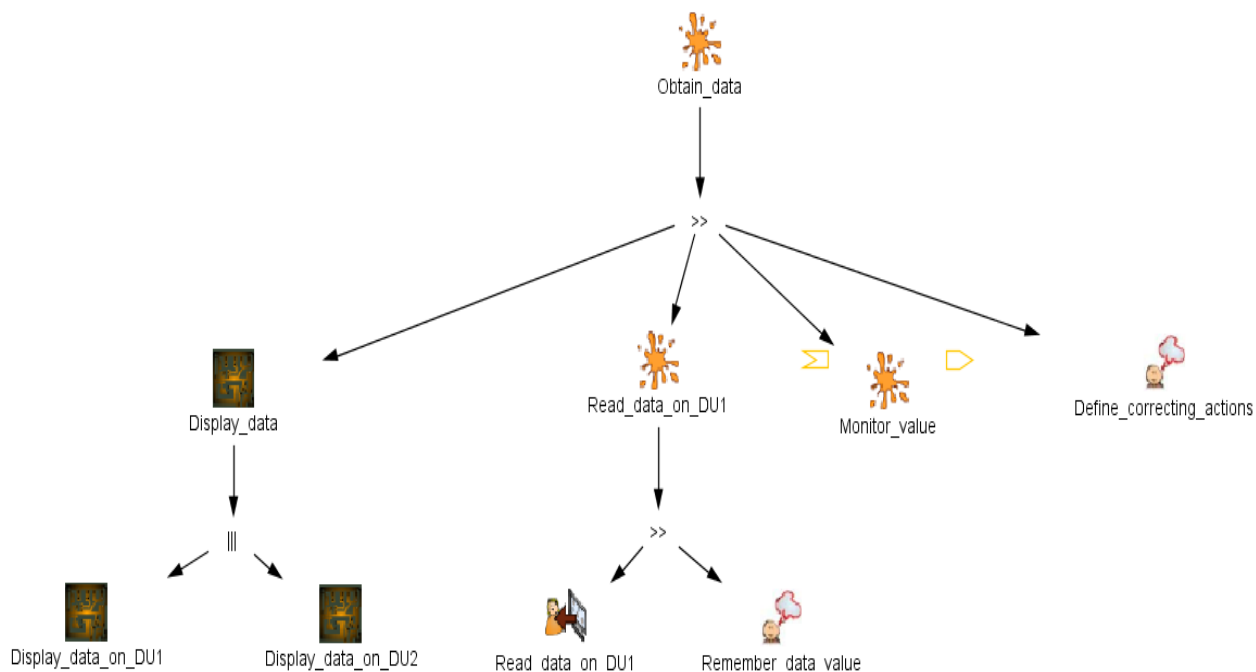 Obtain_data
>>
Display_data
Read_data_on_DU1
Monitor_value
Define_correcting_actions
|||
>>
Display_data_on_DU1
Display_data_on_DU2
Read_data_on_DU1
Remember_data_value